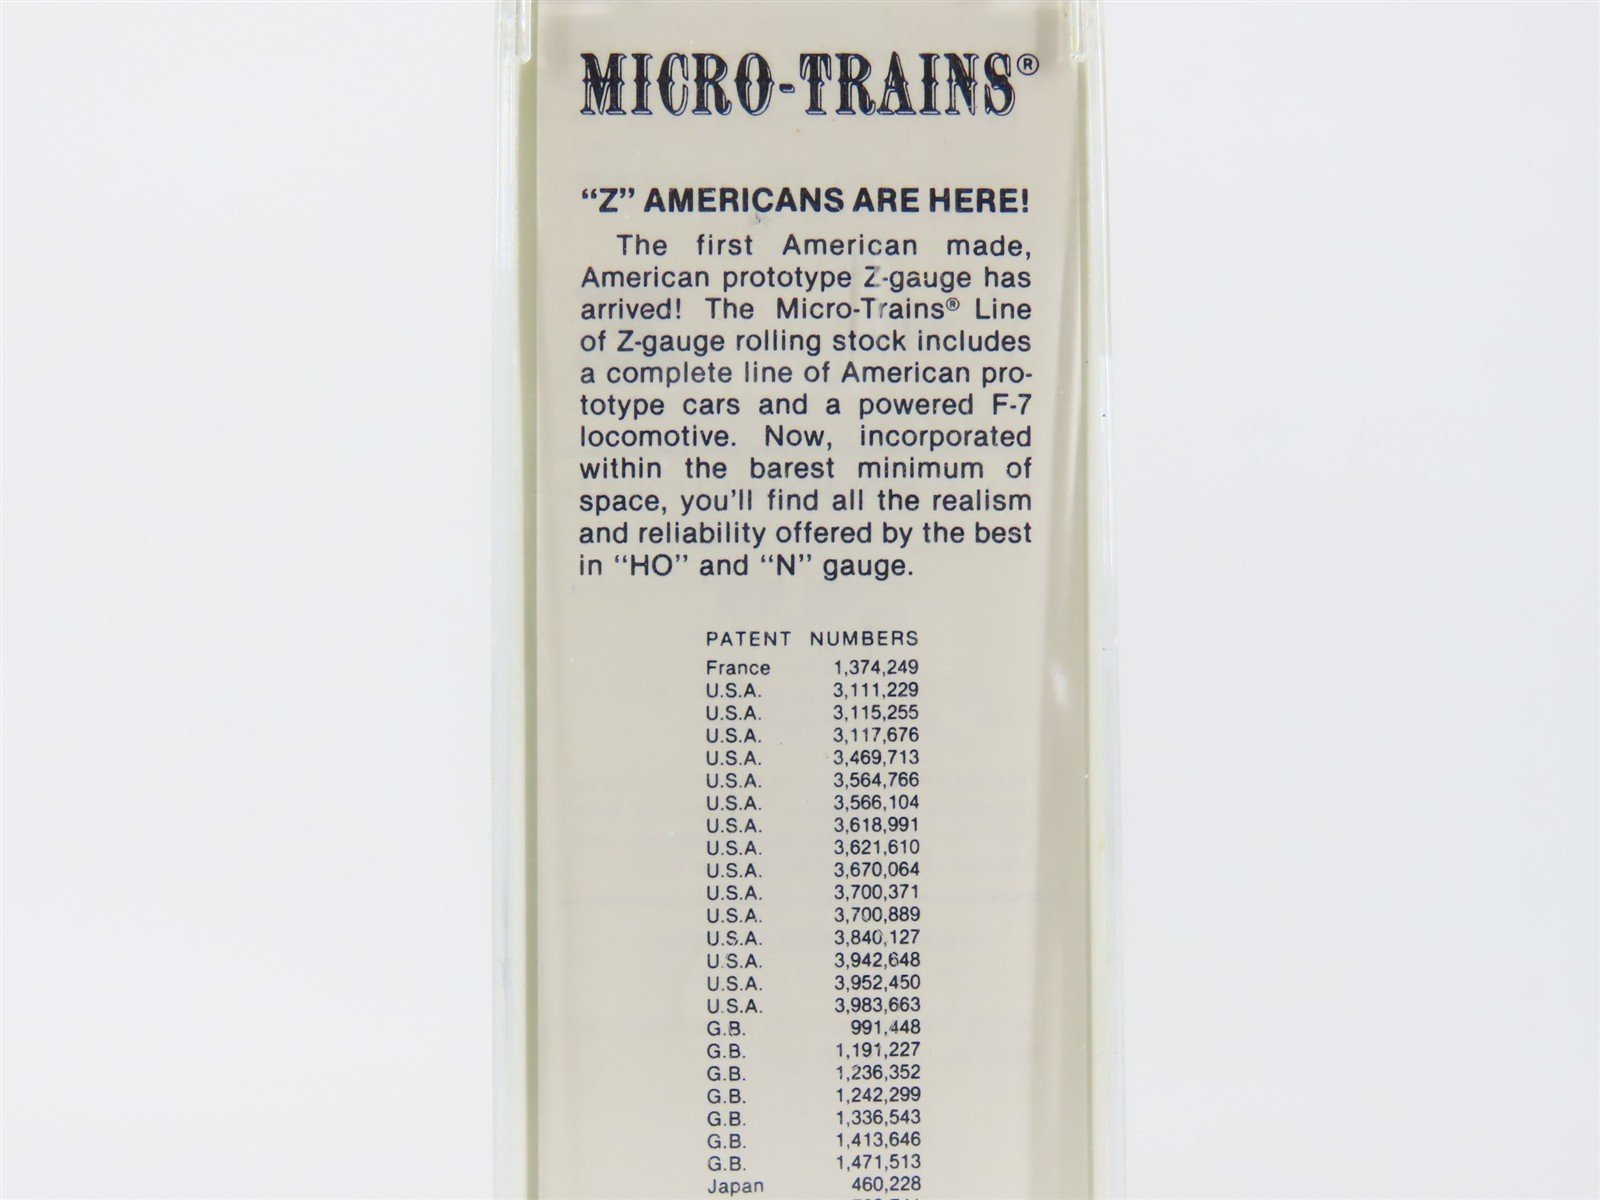 MICRO-TRAINS®
“Z” AMERICANS ARE HERE!
The first American made,
American prototype Z-gauge has
arrived! The Micro-Trains® Line
of Z-gauge rolling stock includes
a complete line of American pro-
totype cars and a powered F-7
locomotive. Now, incorporated
within the barest minimum of
space, you’ll find all the realism
and reliability offered by the best
in “HO” and “N” gauge.
PATENT NUMBERS
France 1,374,249
U.S.A. 3,111,229
U.S.A. 3,115,255
U.S.A. 3,117,676
U.S.A. 3,469,713
U.S.A. 3,564,766
U.S.A. 3,566,104
U.S.A. 3,618,991
U.S.A. 3,621,610
U.S.A. 3,670,064
U.S.A. 3,700,371
U.S.A. 3,700,889
U.S.A. 3,840,127
U.S.A. 3,942,648
U.S.A. 3,952,450
U.S.A. 3,983,663
G.B. 991,448
G.B. 1,191,227
G.B. 1,236,352
G.B. 1,242,299
G.B. 1,336,543
G.B. 1,413,646
G.B. 1,471,513
Japan 460,228